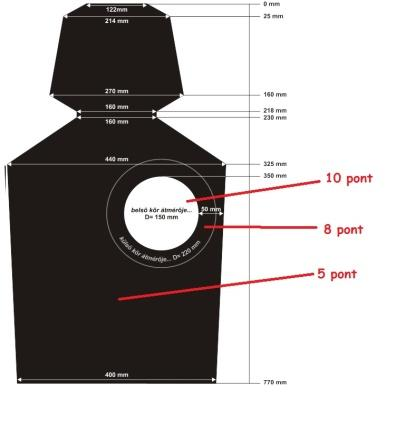 0 mm
122mm
25 mm
214 mm
270 mm
160 mm
160 mm
218 mm
230 mm
160 mm
440 mm
325 mm
350 mm
10 pont
belső kör átmérője...
D= 150 mm
50 mm
8 pont
külső kör átmérője... D= 220 mm
5 pont
400 mm
770 mm